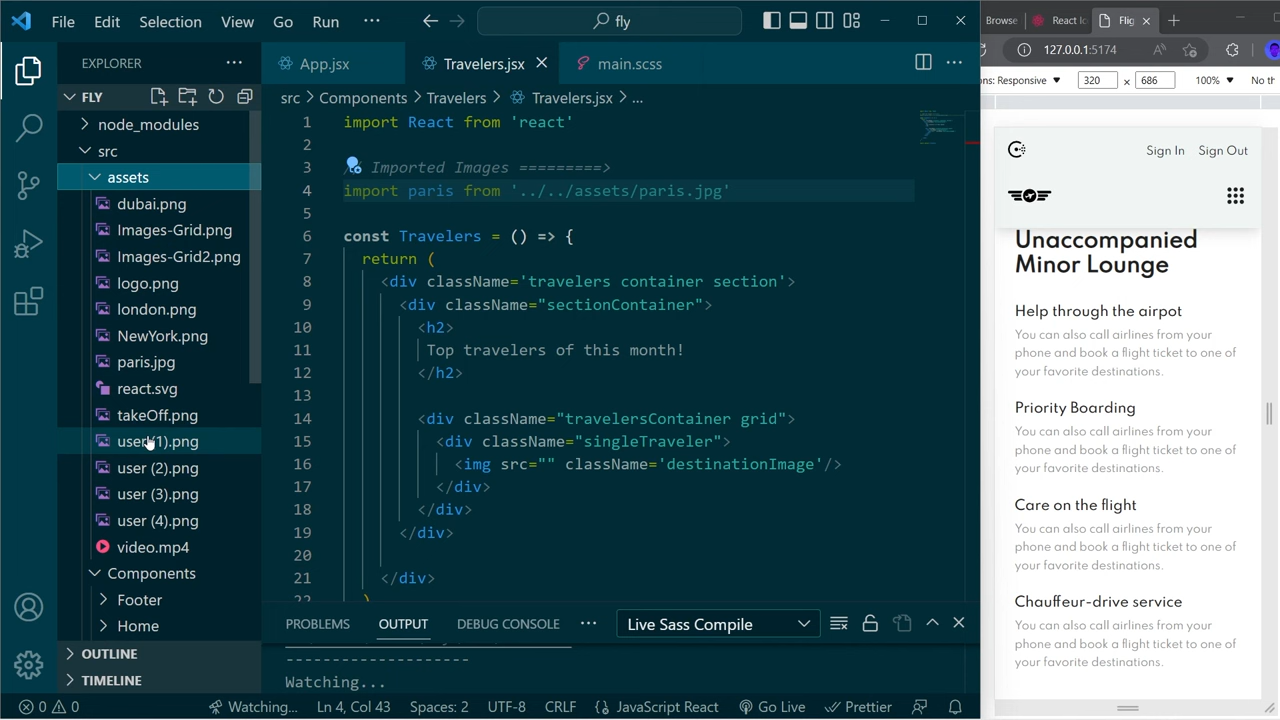 File Edit Selection View Go Run ··· fly
EXPLORER ···
FLY
node_modules
src
assets
dubai.png
Images-Grid.png
Images-Grid2.png
logo.png
london.png
NewYork.png
paris.jpg
react.svg
takeOff.png
user (1).png
user (2).png
user (3).png
user (4).png
video.mp4
Components
Footer
Home
OUTLINE
TIMELINE
App.jsx Travelers.jsx main.scss ···
src > Components > Travelers > Travelers.jsx > ...
1 import React from 'react'
2
3 Imported Images =========>
4 import paris from '../../assets/paris.jpg'
5
6 const Travelers = () => {
7 return (
8 <div className='travelers container section'>
9 <div className="sectionContainer">
10 <h2>
11 Top travelers of this month!
12 </h2>
13
14 <div className="travelersContainer grid">
15 <div className="singleTraveler">
16 <img src="" className='destinationImage'/>
17 </div>
18 </div>
19 </div>
20
21 </div>
22 )
PROBLEMS OUTPUT DEBUG CONSOLE ··· Live Sass Compile
--------------------
Watching...
0 0 Watching... Ln 4, Col 43 Spaces: 2 UTF-8 CRLF JavaScript React Go Live Prettier
Browse React Ic Flig
127.0.0.1:5174
ns: Responsive 320 × 686 100% No th
Sign In Sign Out
Unaccompanied
Minor Lounge
Help through the airpot
You can also call airlines from your
phone and book a flight ticket to one of
your favorite destinations.
Priority Boarding
You can also call airlines from your
phone and book a flight ticket to one of
your favorite destinations.
Care on the flight
You can also call airlines from your
phone and book a flight ticket to one of
your favorite destinations.
Chauffeur-drive service
You can also call airlines from your
phone and book a flight ticket to one of
your favorite destinations.